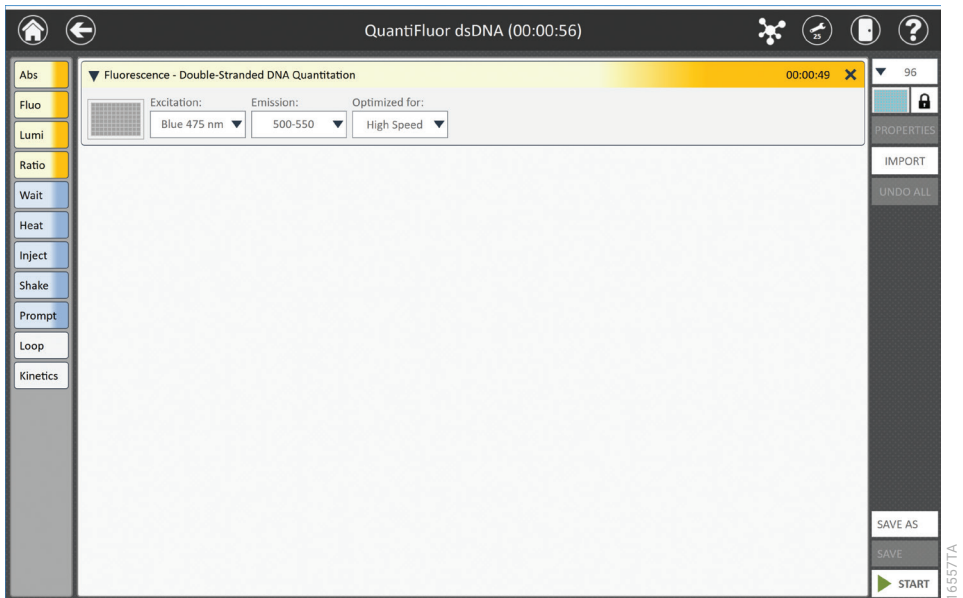 QuantiFluor dsDNA (00:00:56)
25
?
Abs
Fluo
Lumi
Ratio
Wait
Heat
Inject
Shake
Prompt
Loop
Kinetics
Fluorescence - Double-Stranded DNA Quantitation 00:00:49
Excitation: Emission: Optimized for:
Blue 475 nm 500-550 High Speed
96
PROPERTIES
IMPORT
UNDO ALL
SAVE AS
SAVE
START
16557TA